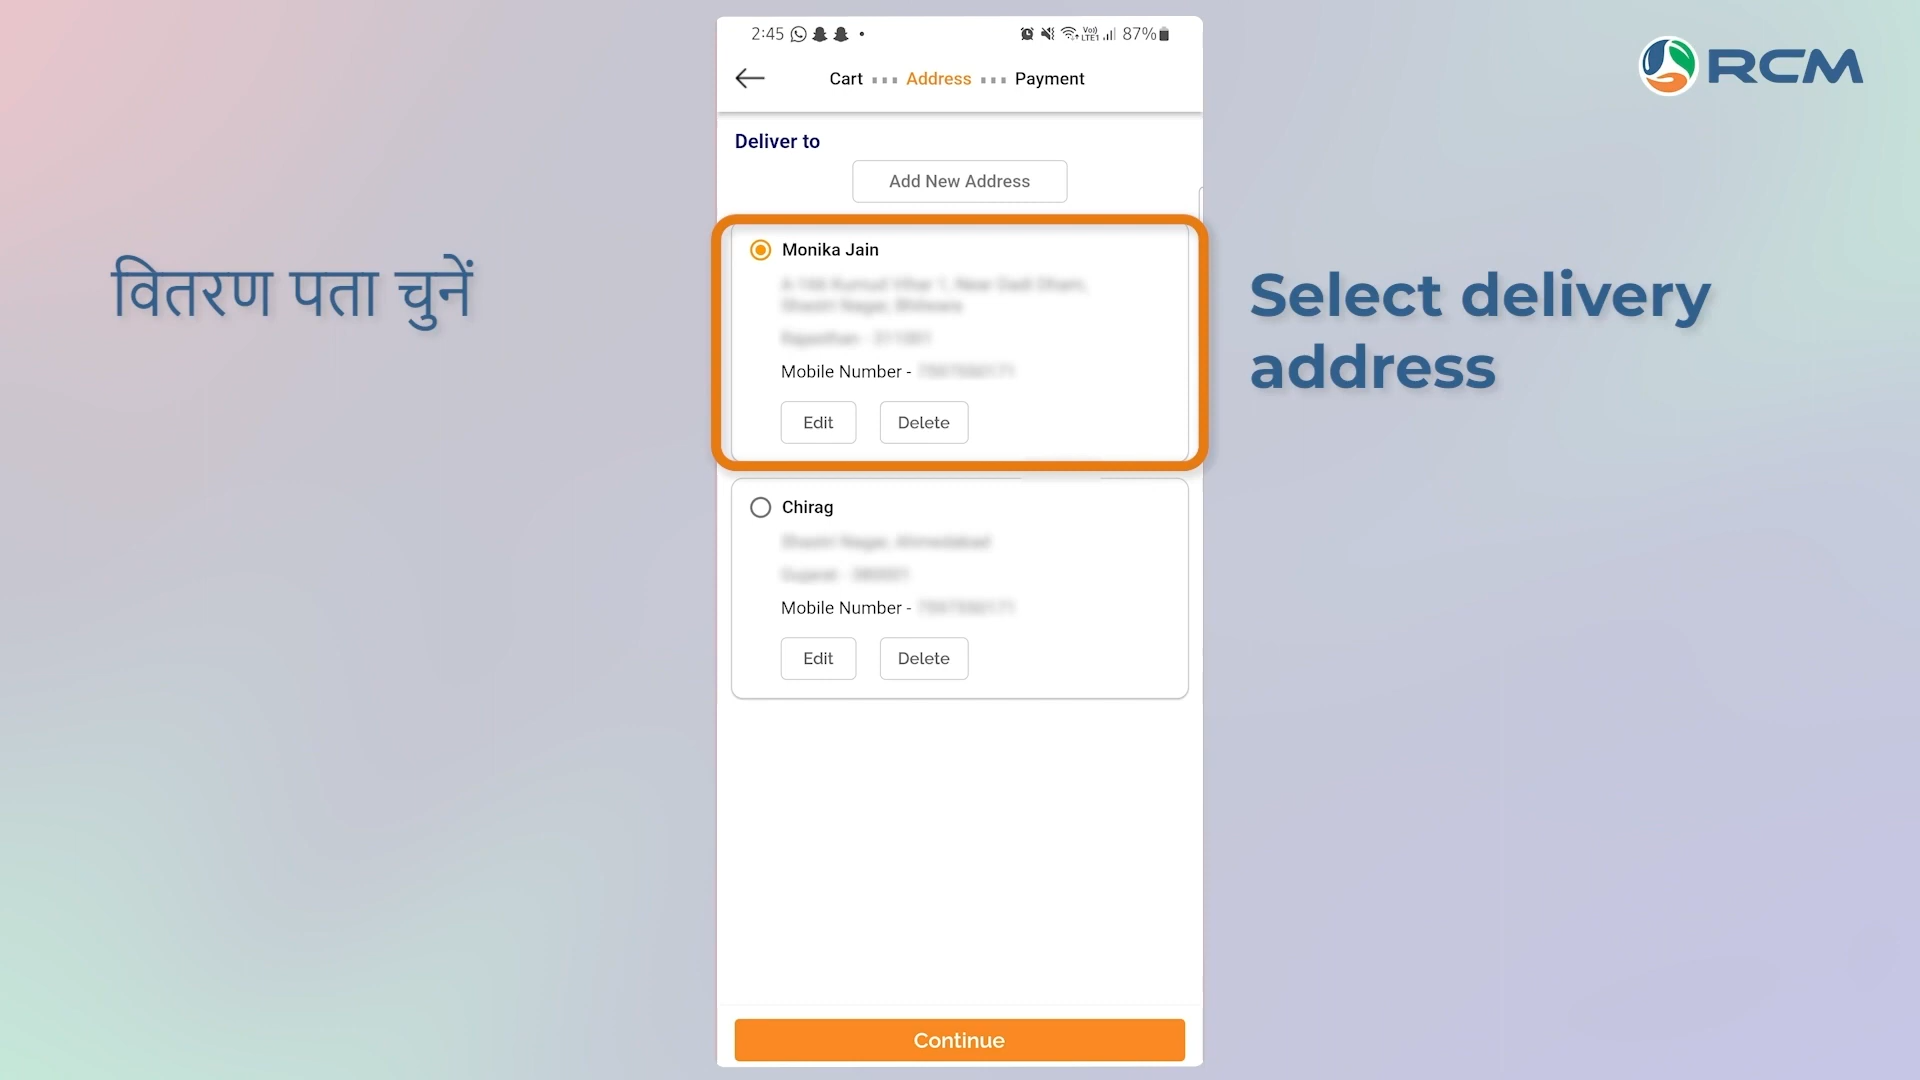 2:45
87%
Cart
Address
Payment
RCM
Deliver to
Add New Address
वितरण पता चुनें
Monika Jain
Mobile Number -
Edit
Delete
Select delivery
address
Chirag
Mobile Number -
Edit
Delete
Continue